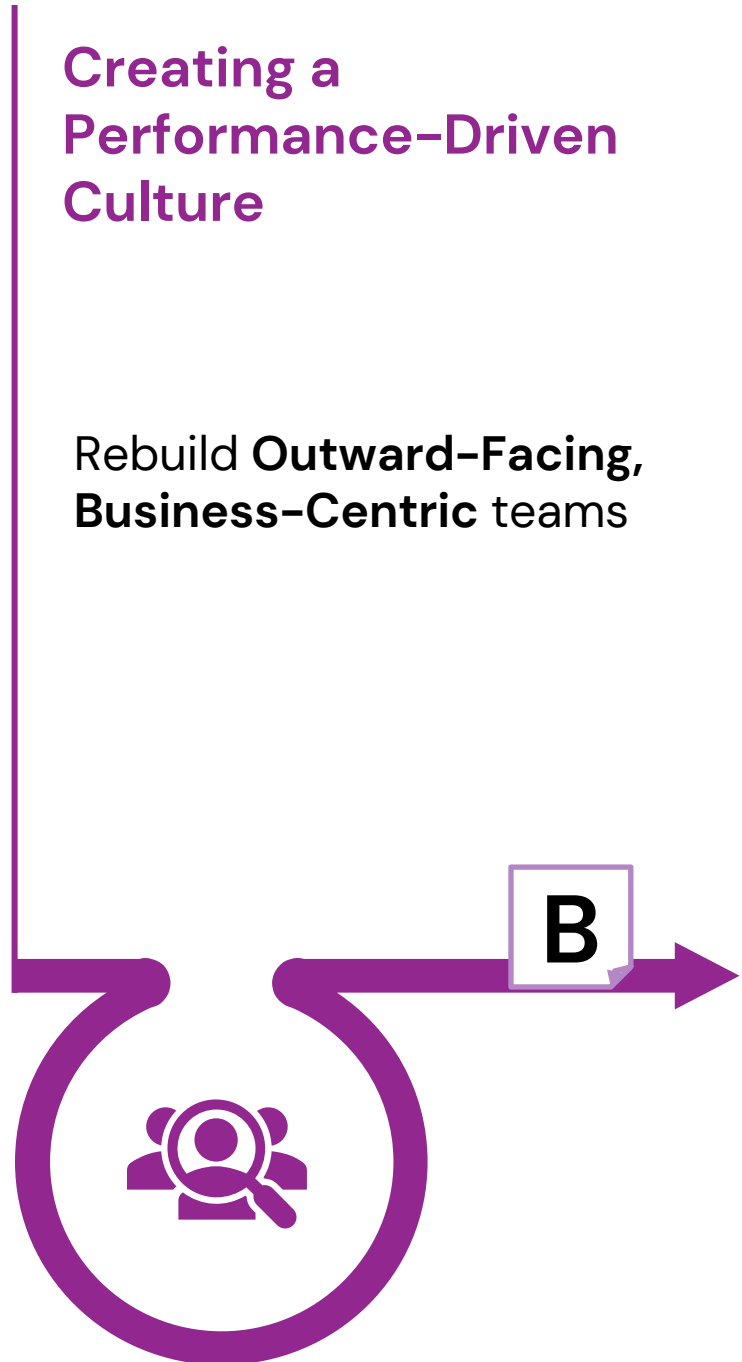 Creating a
Performance-Driven
Culture
Rebuild Outward-Facing,
Business-Centric teams
B